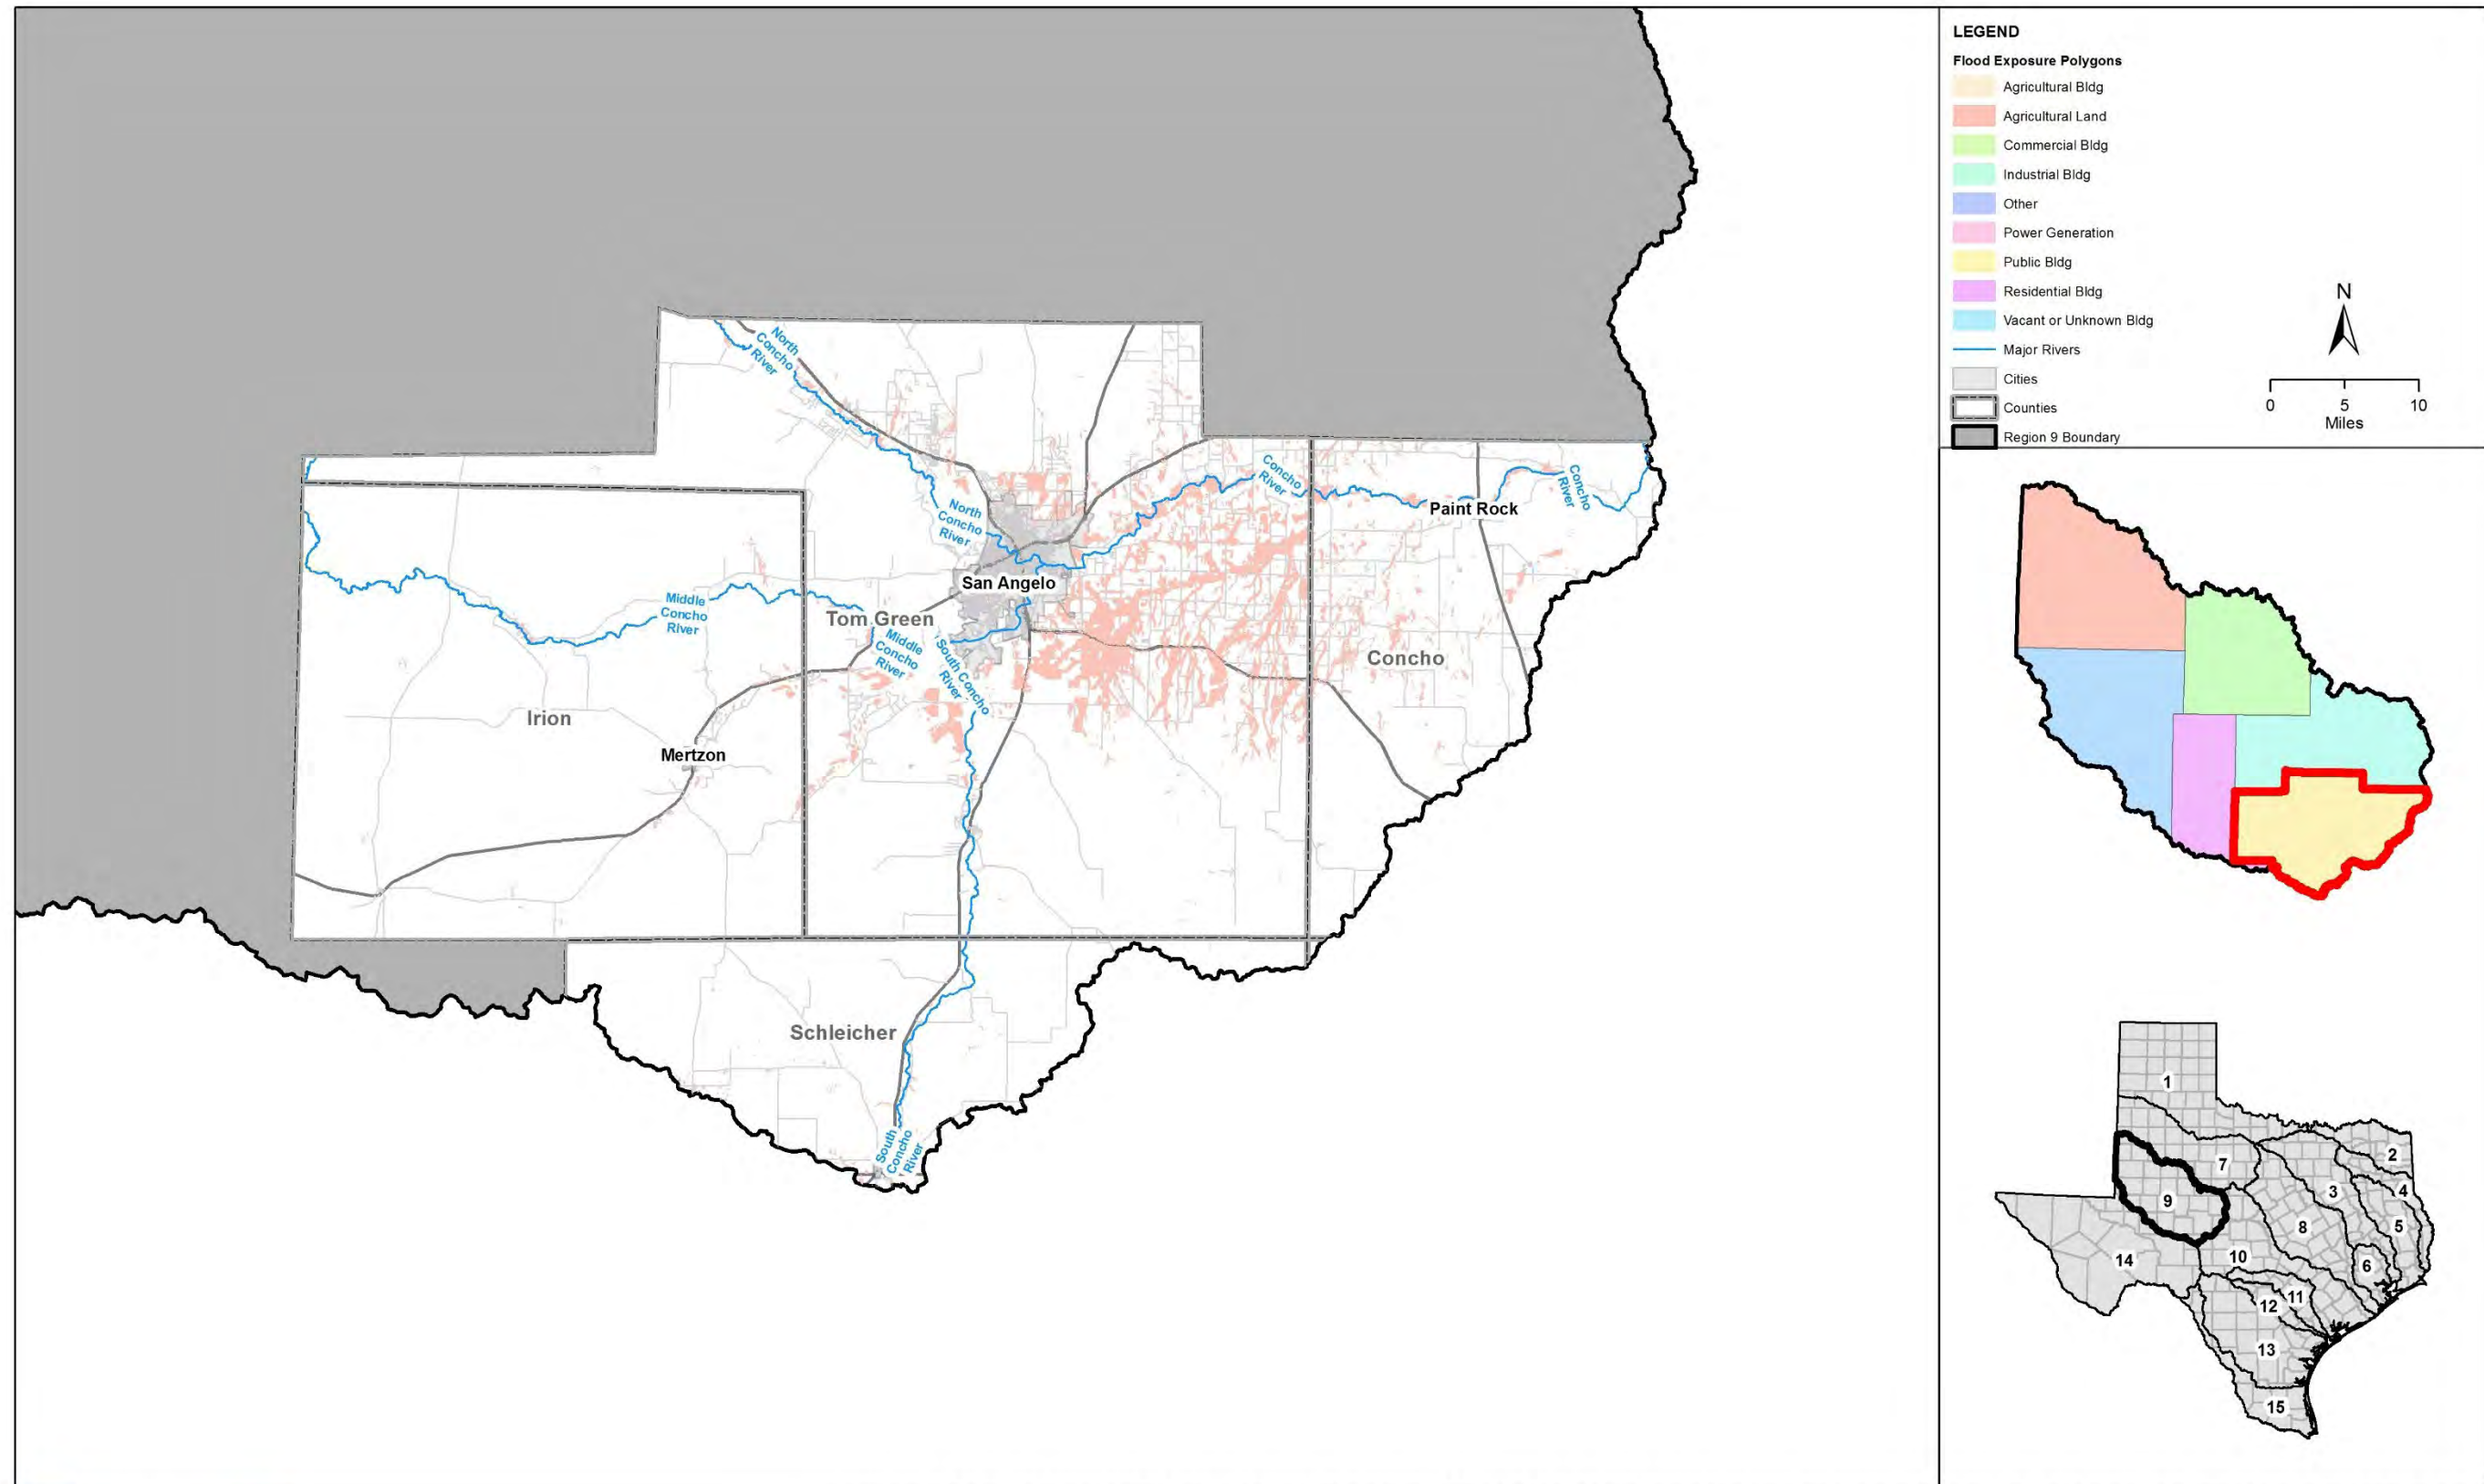 LEGEND
Flood Exposure Polygons
Agricultural Bldg
Agricultural Land
Commercial Bldg
Industrial Bldg
Other
Power Generation
Public Bldg
Residential Bldg
Vacant or Unknown Bldg
Major Rivers
Cities
Counties
Region 9 Boundary
N
0 5 10
Miles
North
Concho
River
North
Concho
River
Concho
River
Concho
River
Paint Rock
San Angelo
Middle
Concho
River
Tom Green
Middle
Concho
River
South Concho
River
Concho
Irion
Mertzon
Schleicher
South
Concho
River
1
2
7
3
4
9
8
5
10
14
6
11
12
13
15